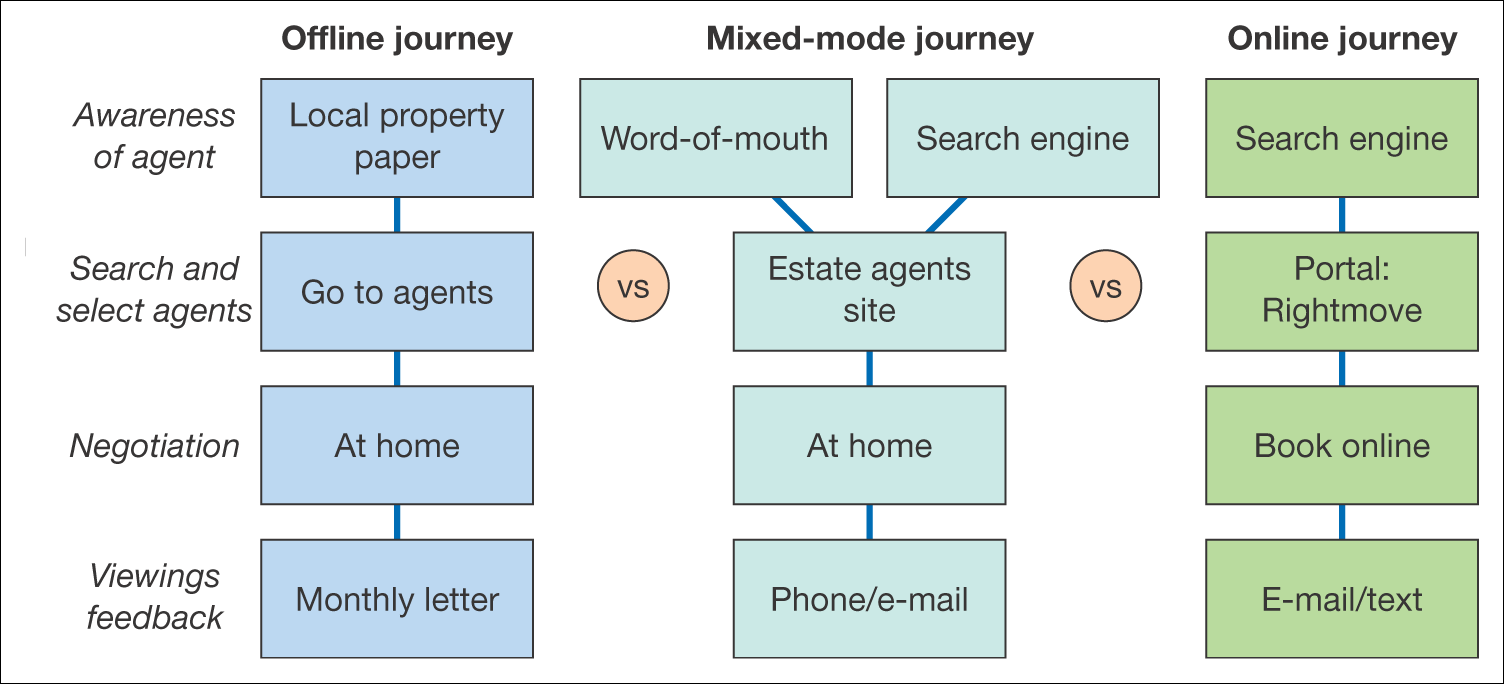 Offline journey
Mixed-mode journey
Online journey
Awareness
of agent
Local property
paper
Word-of-mouth
Search engine
Search engine
Search and
select agents
Go to agents
vs
Estate agents
site
vs
Portal:
Rightmove
Negotiation
At home
At home
Book online
Viewings
feedback
Monthly letter
Phone/e-mail
E-mail/text